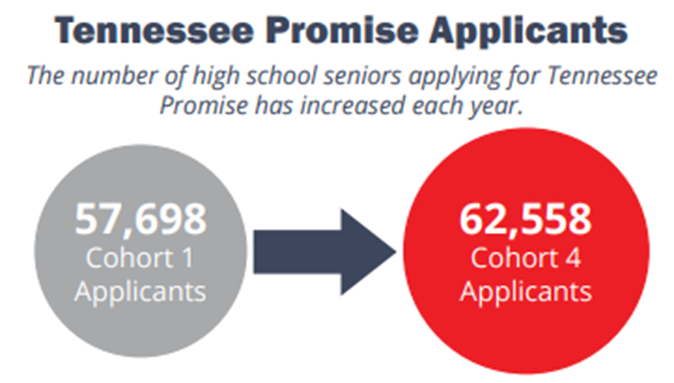 Tennessee Promise Applicants
The number of high school seniors applying for Tennessee
Promise has increased each year.
57,698
Cohort 1
Applicants
62,558
Cohort 4
Applicants